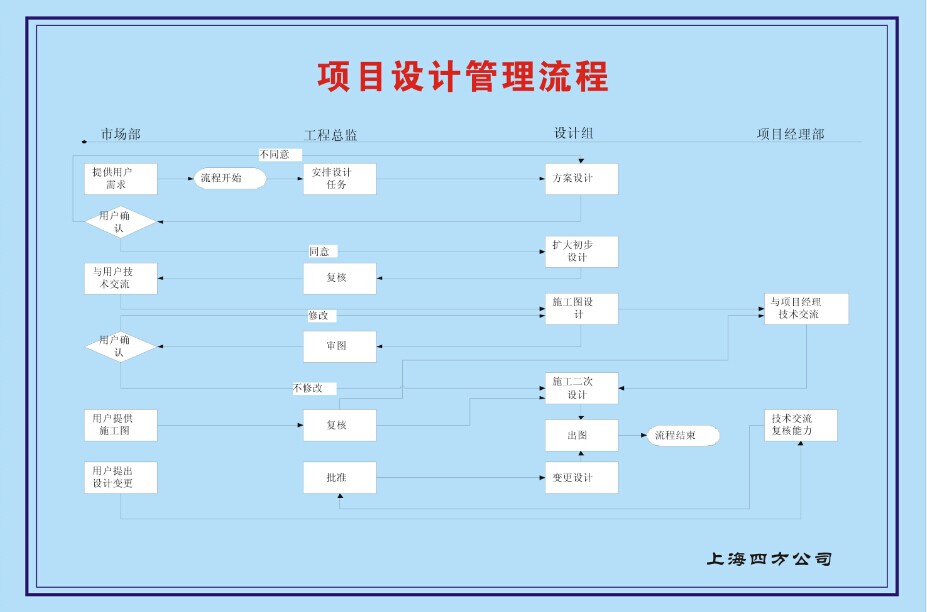 项目设计管理流程
市场部
工程总监
设计组
项目经理部
不同意
提供用户
需求
流程开始
安排设计
任务
方案设计
用户确
认
同意
扩大初步
设计
与用户技
术交流
复核
施工图设
计
与项目经理
技术交流
修改
用户确
认
审图
不修改
施工二次
设计
用户提供
施工图
复核
出图
流程结束
技术交流
复核能力
用户提出
设计变更
批准
变更设计
上海四方公司